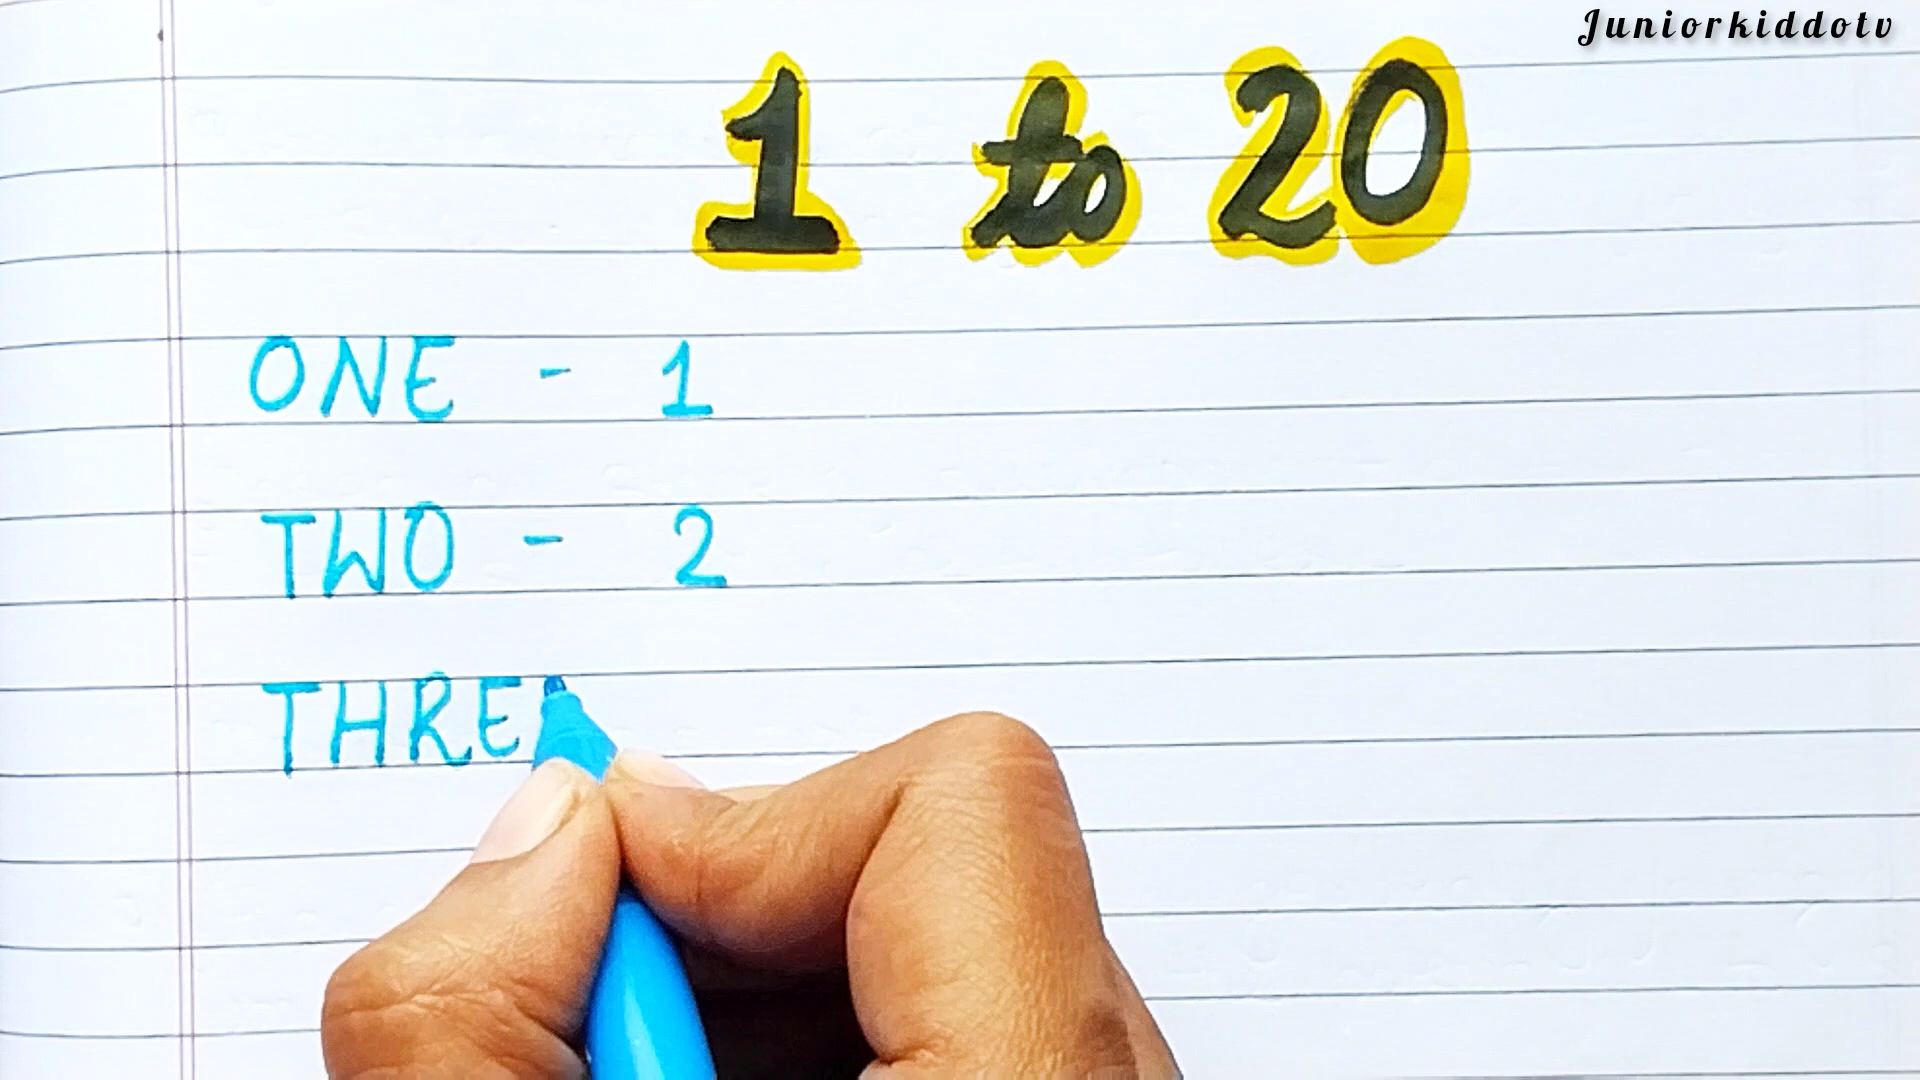 Juniorkiddotv
1 to 20
ONE - 1
TWO - 2
THRE